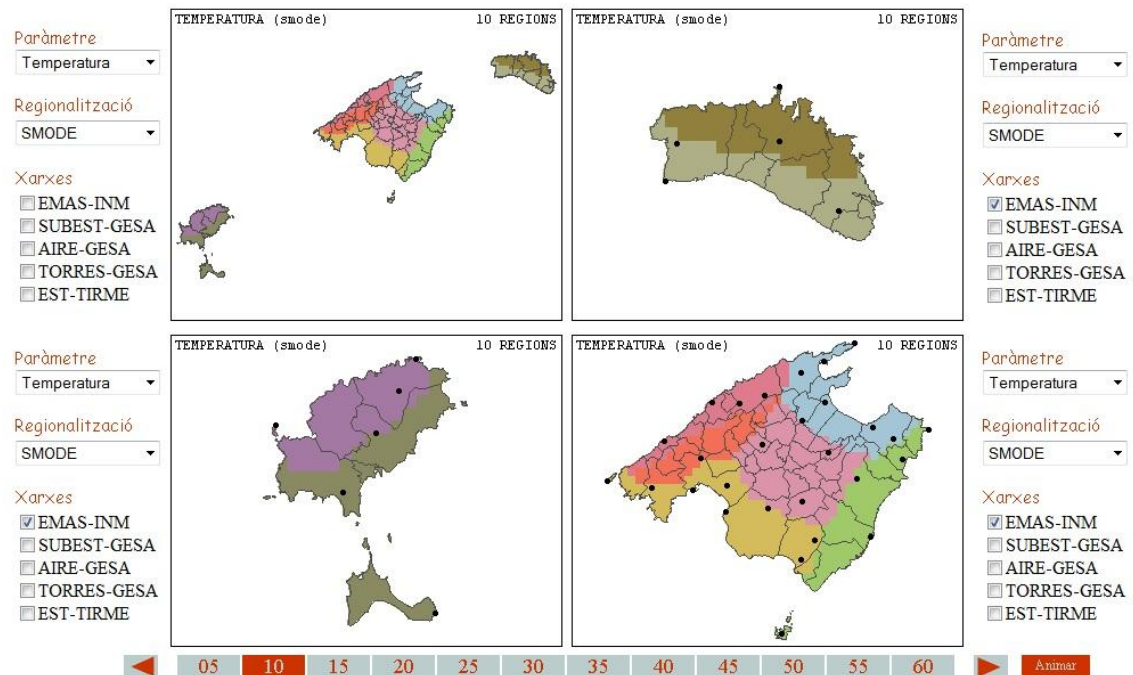 TEMPERATURA (smode) 10 REGIONS
Paràmetre
Temperatura
Regionalització
SMODE
Xarxes
EMAS-INM
SUBEST-GESA
AIRE-GESA
TORRES-GESA
EST-TIRME
TEMPERATURA (smode) 10 REGIONS
Paràmetre
Temperatura
Regionalització
SMODE
Xarxes
EMAS-INM
SUBEST-GESA
AIRE-GESA
TORRES-GESA
EST-TIRME
TEMPERATURA (smode) 10 REGIONS
Paràmetre
Temperatura
Regionalització
SMODE
Xarxes
EMAS-INM
SUBEST-GESA
AIRE-GESA
TORRES-GESA
EST-TIRME
TEMPERATURA (smode) 10 REGIONS
Paràmetre
Temperatura
Regionalització
SMODE
Xarxes
EMAS-INM
SUBEST-GESA
AIRE-GESA
TORRES-GESA
EST-TIRME
05 10 15 20 25 30 35 40 45 50 55 60 Animar